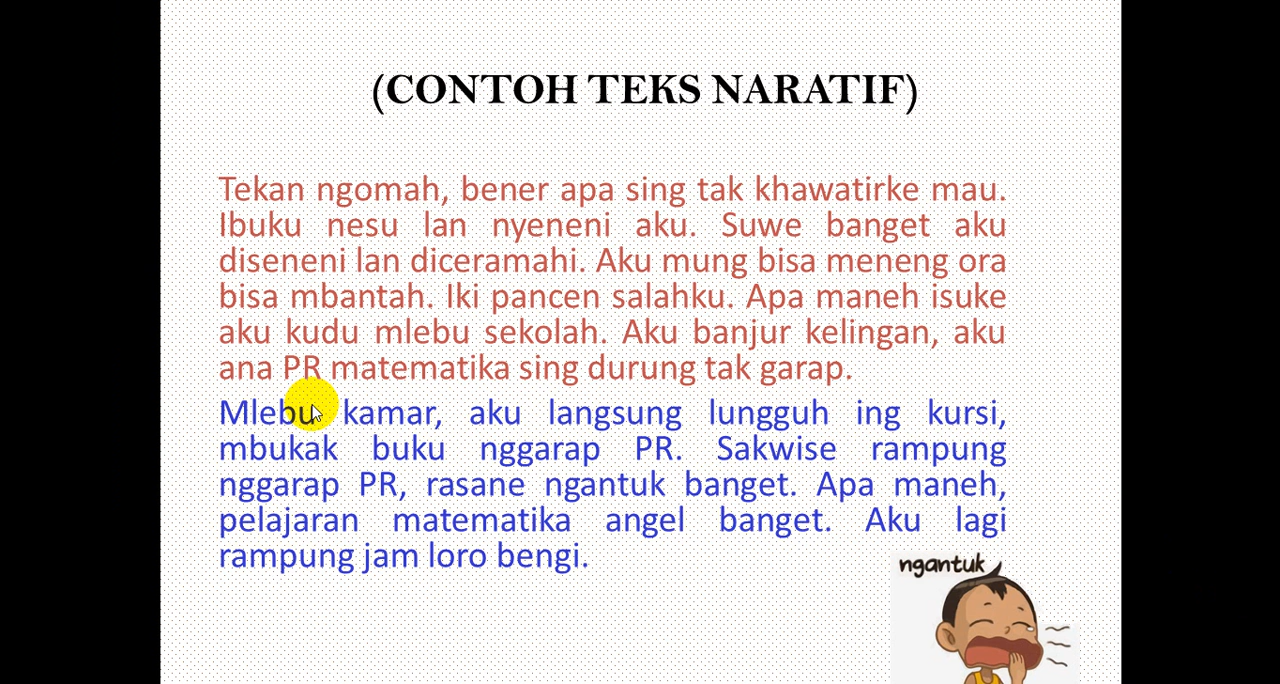 (CONTOH TEKS NARATIF)
Tekan ngomah, bener apa sing tak khawatirke mau.
Ibuku nesu lan nyeneni aku. Suwe banget aku
diseneni lan diceramahi. Aku mung bisa meneng ora
bisa mbantah. Iki pancen salahku. Apa maneh isuke
aku kudu mlebu sekolah. Aku banjur kelingan, aku
ana PR matematika sing durung tak garap.
Mlebu kamar, aku langsung lungguh ing kursi,
mbukak buku nggarap PR. Sakwise rampung
nggarap PR, rasane ngantuk banget. Apa maneh,
pelajaran matematika angel banget. Aku lagi
rampung jam loro bengi.
ngantuk